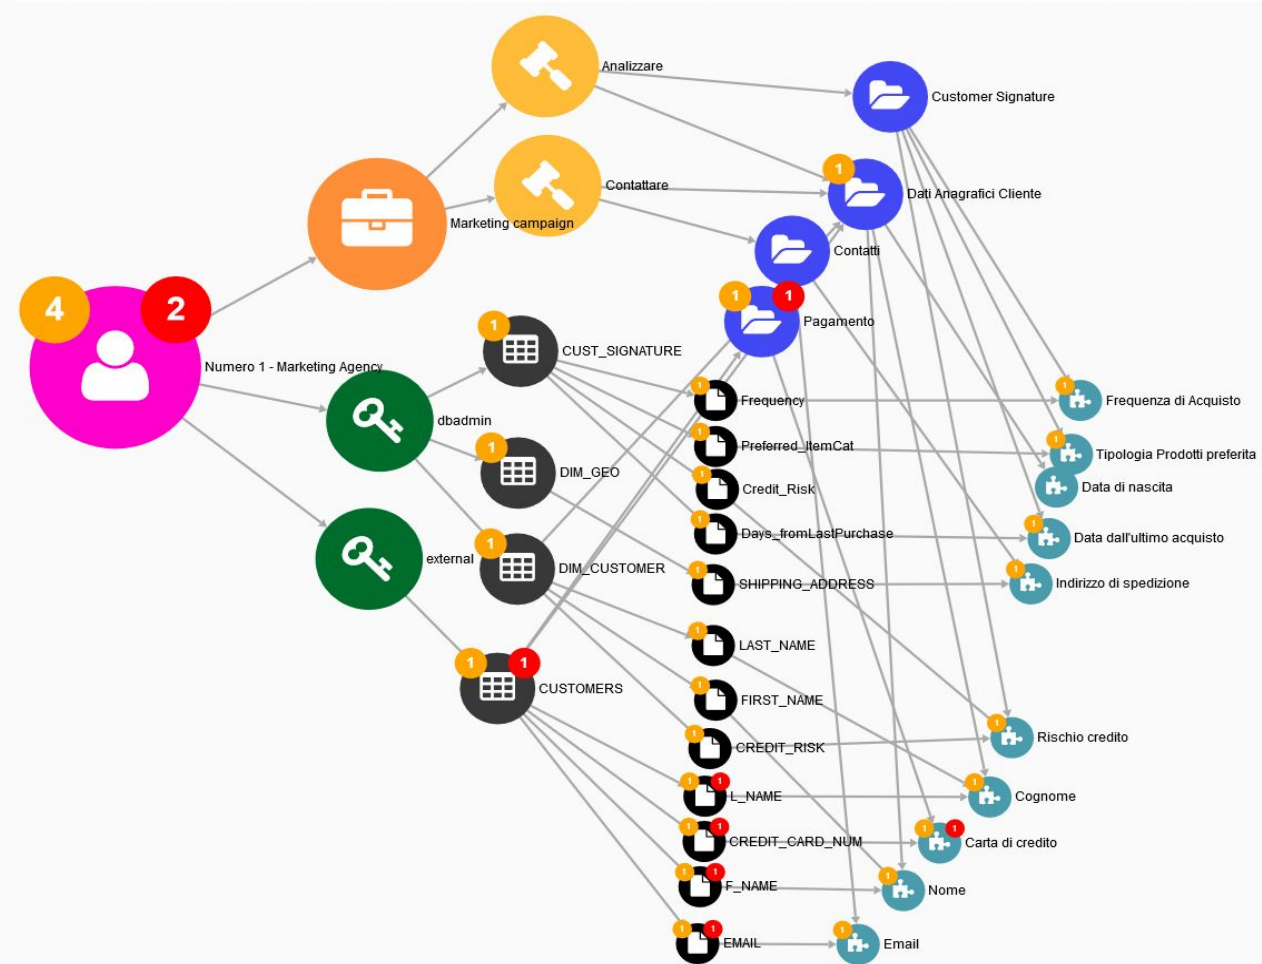 Analizzare
Customer Signature
Contattare
1
Dati Anagrafici Cliente
Marketing campaign
Contatti
4
2
1
1
Pagamento
1
CUST_SIGNATURE
Numero 1 - Marketing Agency
1
Frequency
1
Frequenza di Acquisto
dbadmin
1
Preferred_ItemCat
1
Tipologia Prodotti preferita
1
DIM_GEO
1
Credit_Risk
Data di nascita
1
Days_fromLastPurchase
1
Data dall'ultimo acquisto
external
1
DIM_CUSTOMER
1
SHIPPING_ADDRESS
1
Indirizzo di spedizione
1
LAST_NAME
1
1
CUSTOMERS
1
FIRST_NAME
1
CREDIT_RISK
1
Rischio credito
1
1
L_NAME
1
Cognome
1
1
CREDIT_CARD_NUM
1
1
Carta di credito
1
1
F_NAME
1
Nome
1
1
EMAIL
1
Email